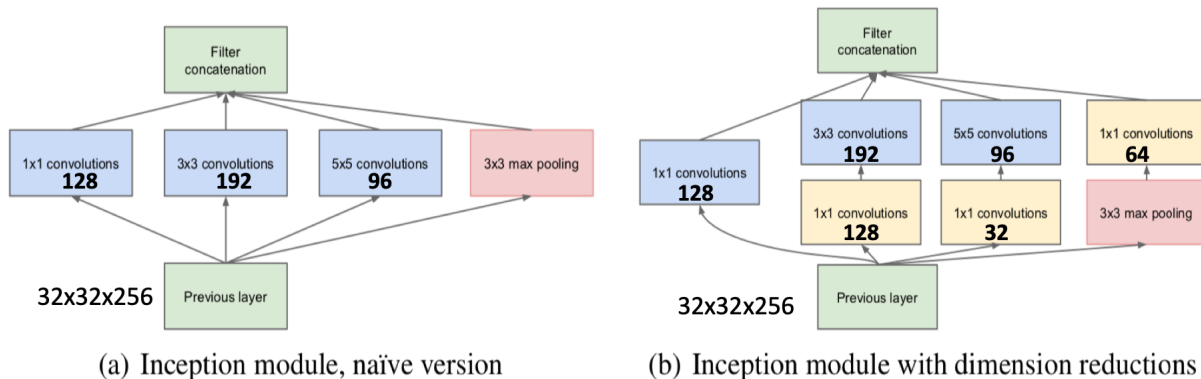 Filter
concatenation
1x1 convolutions
128
3x3 convolutions
192
5x5 convolutions
96
3x3 max pooling
32x32x256
Previous layer
(a) Inception module, naïve version
Filter
concatenation
3x3 convolutions
192
5x5 convolutions
96
1x1 convolutions
64
1x1 convolutions
128
1x1 convolutions
128
1x1 convolutions
32
3x3 max pooling
32x32x256
Previous layer
(b) Inception module with dimension reductions